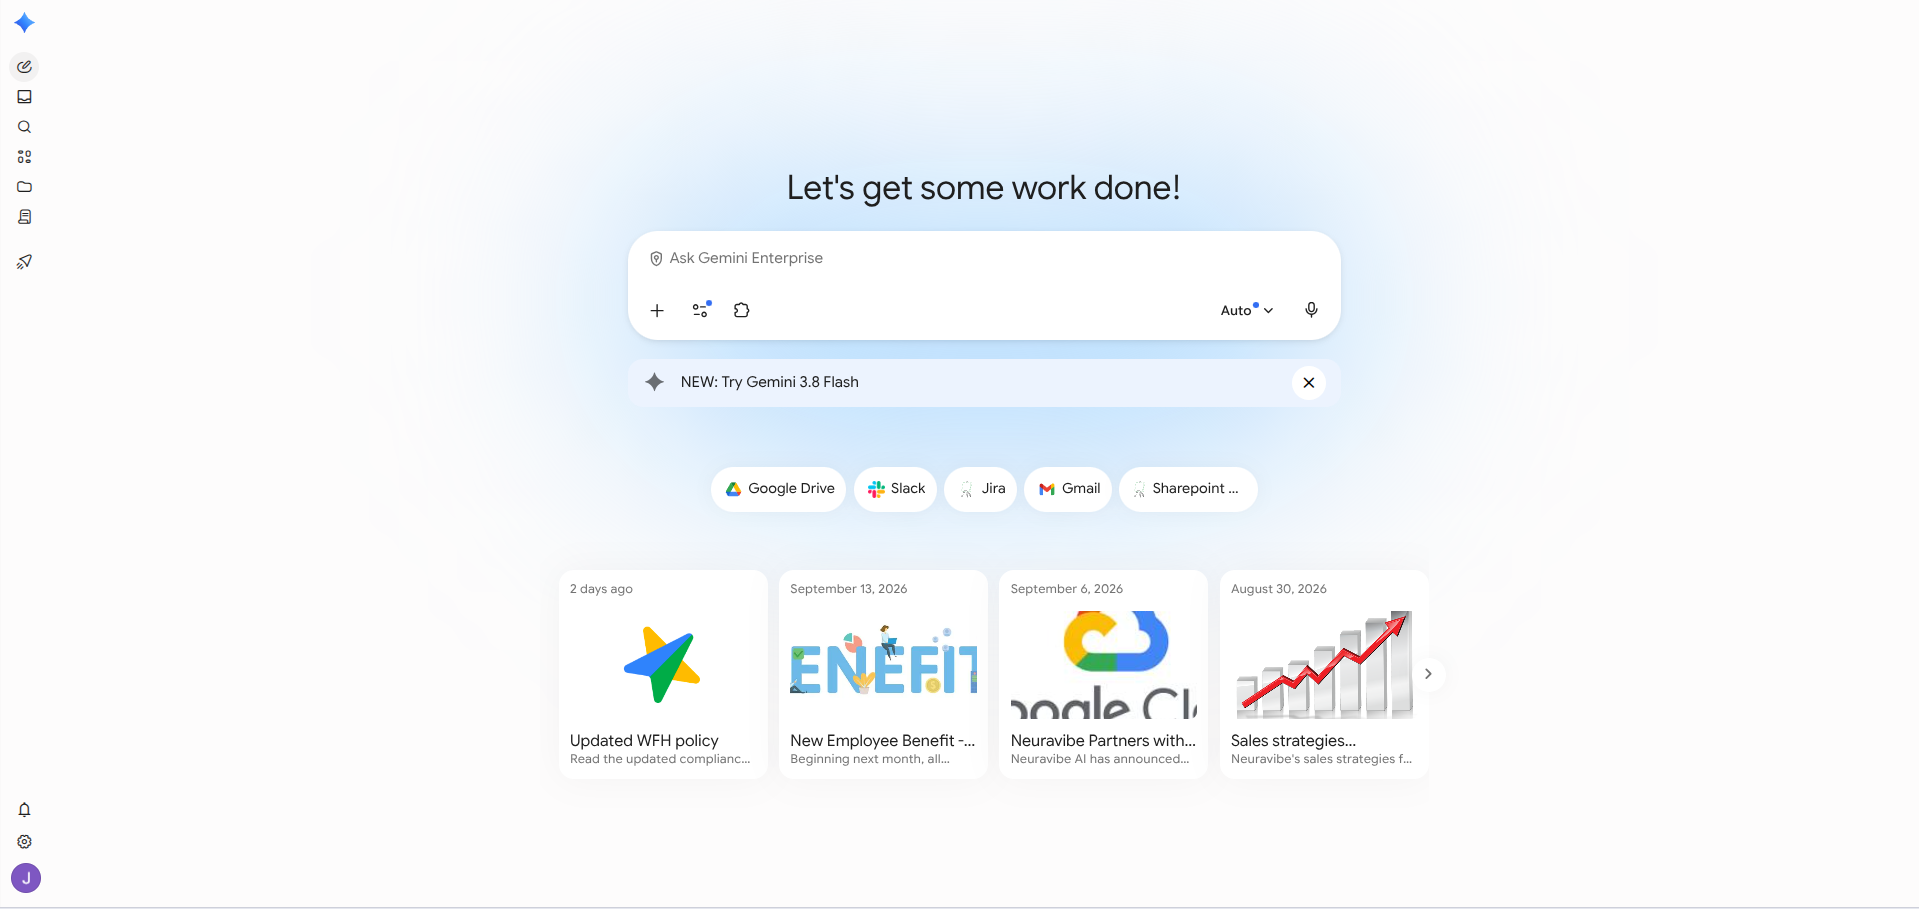 Let's get some work done!
Ask Gemini Enterprise
Auto
NEW: Try Gemini 3.8 Flash
Google Drive
Slack
Jira
Gmail
Sharepoint ...
2 days ago
Updated WFH policy
Read the updated complianc...
September 13, 2026
ENEFIT
New Employee Benefit -...
Beginning next month, all...
September 6, 2026
oogle Clo
Neuravibe Partners with...
Neuravibe AI has announced...
August 30, 2026
Sales strategies...
Neuravibe's sales strategies f...
J